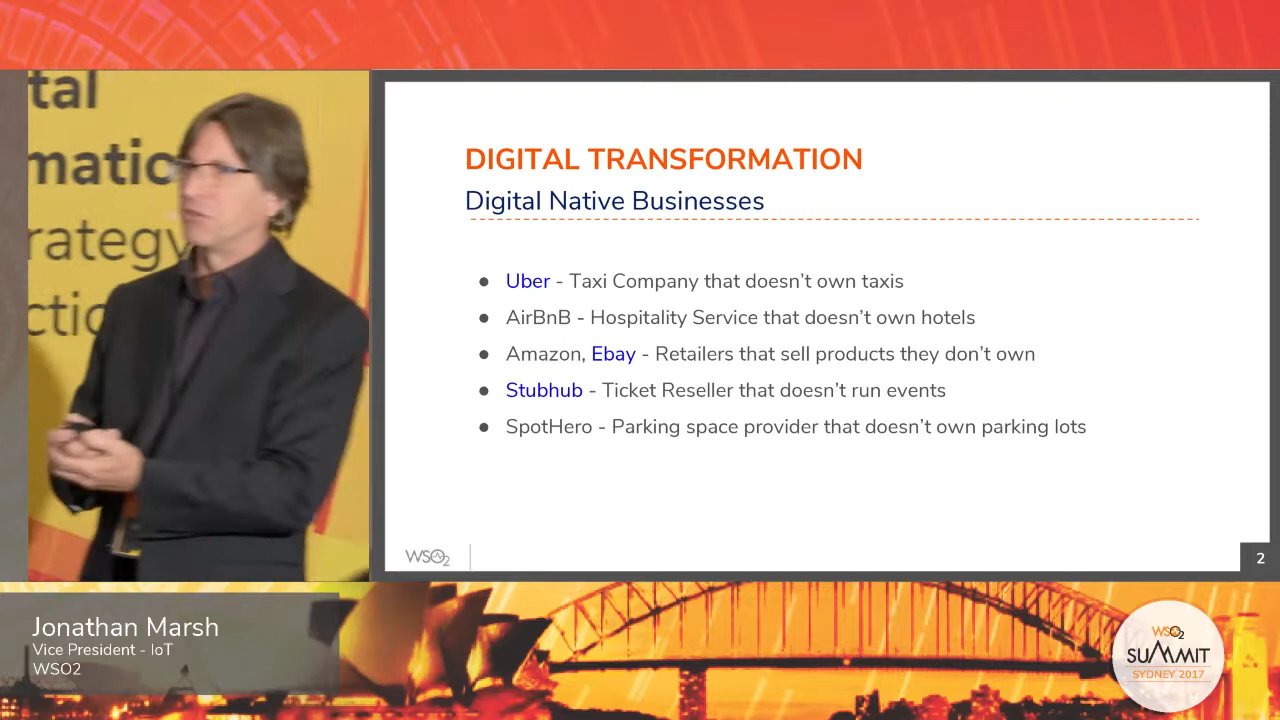 tal
matic
rategy
ctio
DIGITAL TRANSFORMATION
Digital Native Businesses
● Uber - Taxi Company that doesn't own taxis
● AirBnB - Hospitality Service that doesn't own hotels
● Amazon, Ebay - Retailers that sell products they don't own
● Stubhub - Ticket Reseller that doesn't run events
● SpotHero - Parking space provider that doesn't own parking lots
WSO2
2
Jonathan Marsh
Vice President - IoT
WSO2
WSO2
SUMMIT
SYDNEY 2017